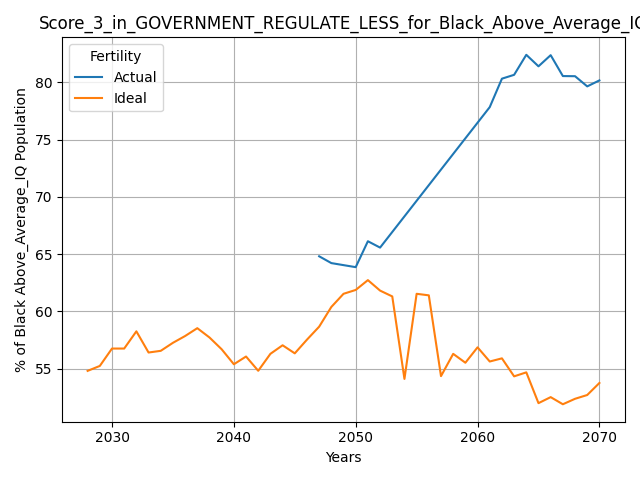 Score_3_in_GOVERNMENT_REGULATE_LESS_for_Black_Above_Average_IQ
Fertility
Actual
Ideal
% of Black Above_Average_IQ Population
80
75
70
65
60
55
2030
2040
2050
2060
2070
Years